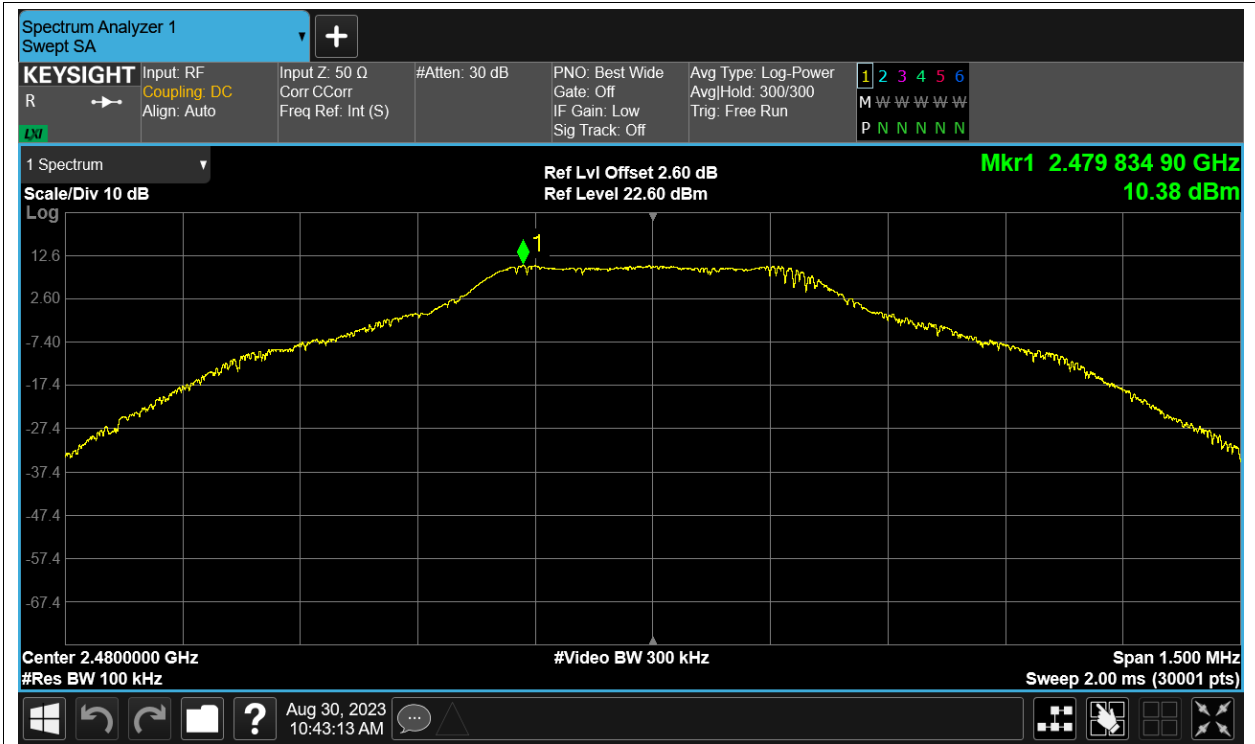 Spectrum Analyzer 1
Swept SA
KEYSIGHT
R
LXI
Input: RF
Coupling: DC
Align: Auto
Input Z: 50 Ω
Corr CCorr
Freq Ref: Int (S)
#Atten: 30 dB
PNO: Best Wide
Gate: Off
IF Gain: Low
Sig Track: Off
Avg Type: Log-Power
Avg|Hold: 300/300
Trig: Free Run
1 2 3 4 5 6
M W W W W W
P N N N N N
1 Spectrum
Scale/Div 10 dB
Log
Ref Lvl Offset 2.60 dB
Ref Level 22.60 dBm
Mkr1 2.479 834 90 GHz
10.38 dBm
1
12.6
2.60
-7.40
-17.4
-27.4
-37.4
-47.4
-57.4
-67.4
Center 2.4800000 GHz
#Video BW 300 kHz
Span 1.500 MHz
#Res BW 100 kHz
Sweep 2.00 ms (30001 pts)
?
Aug 30, 2023
10:43:13 AM